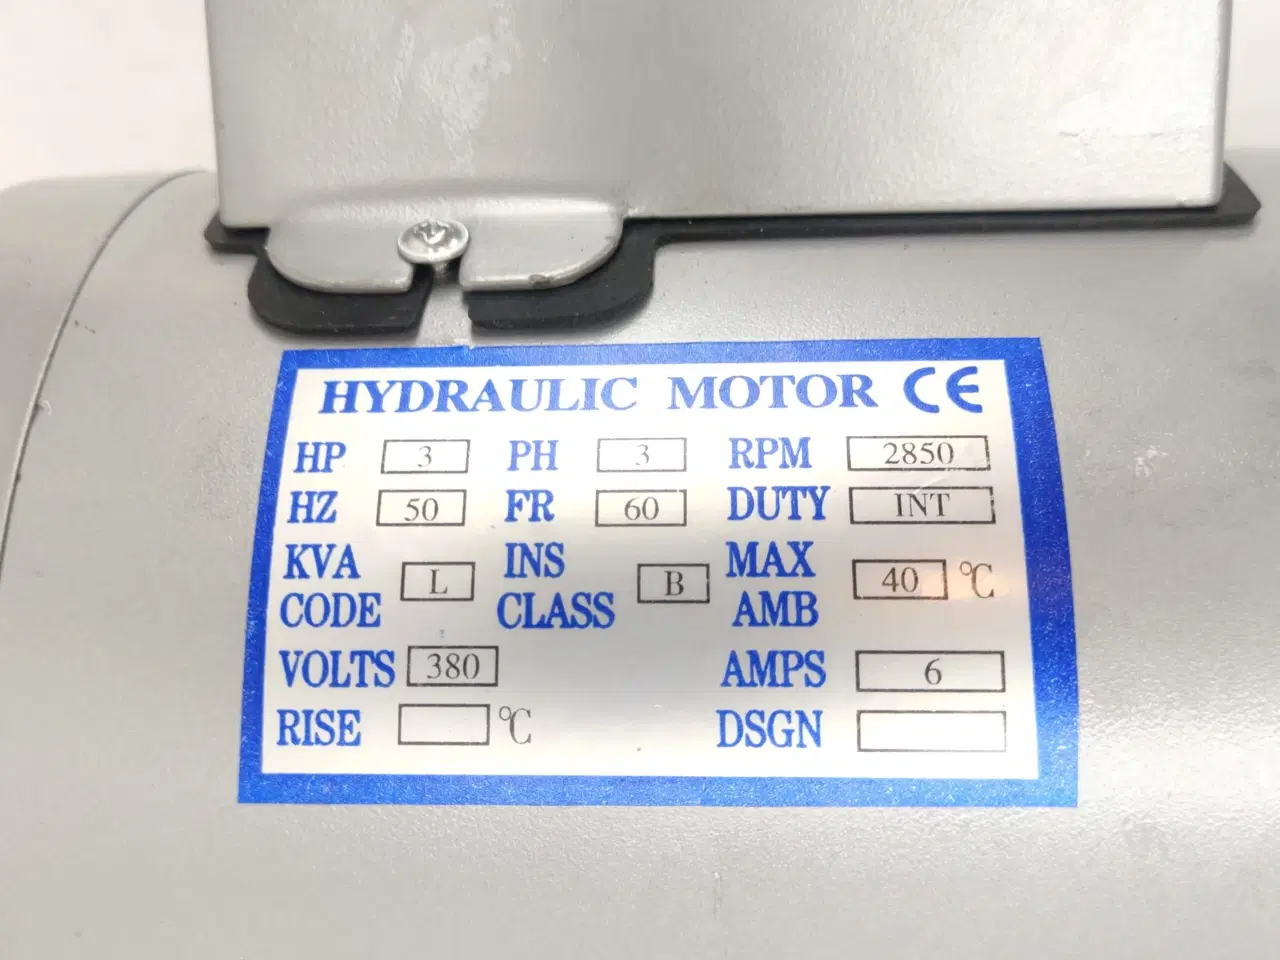 HYDRAULIC MOTOR CE
HP 3 PH 3 RPM 2850
HZ 50 FR 60 DUTY INT
KVA CODE L INS CLASS B MAX AMB 40 ℃
VOLTS 380 AMPS 6
RISE ℃ DSGN